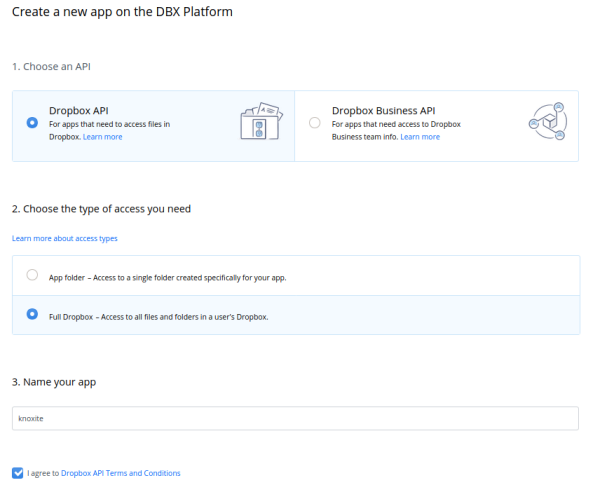 Create a new app on the DBX Platform
1. Choose an API
Dropbox API
For apps that need to access files in
Dropbox. Learn more
Dropbox Business API
For apps that need access to Dropbox
Business team info. Learn more
2. Choose the type of access you need
Learn more about access types
App folder – Access to a single folder created specifically for your app.
Full Dropbox – Access to all files and folders in a user's Dropbox.
3. Name your app
knoxite
I agree to Dropbox API Terms and Conditions